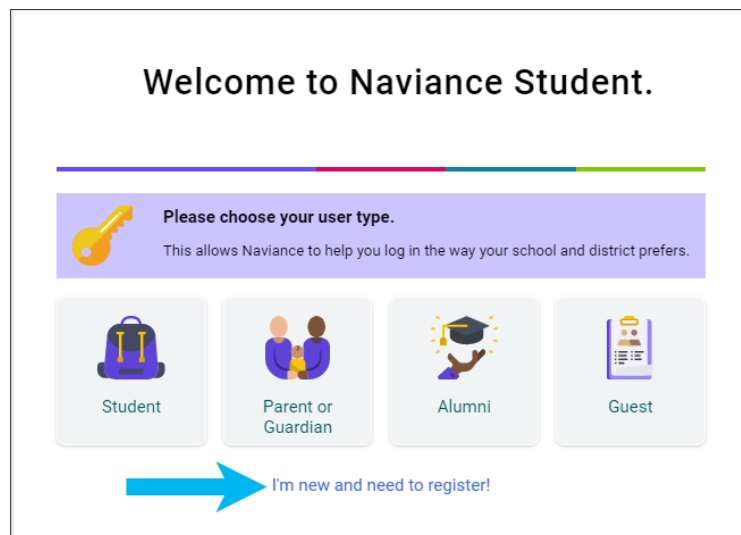 Welcome to Naviance Student.
Please choose your user type.
This allows Naviance to help you log in the way your school and district prefers.
Student
Parent or
Guardian
Alumni
Guest
I'm new and need to register!